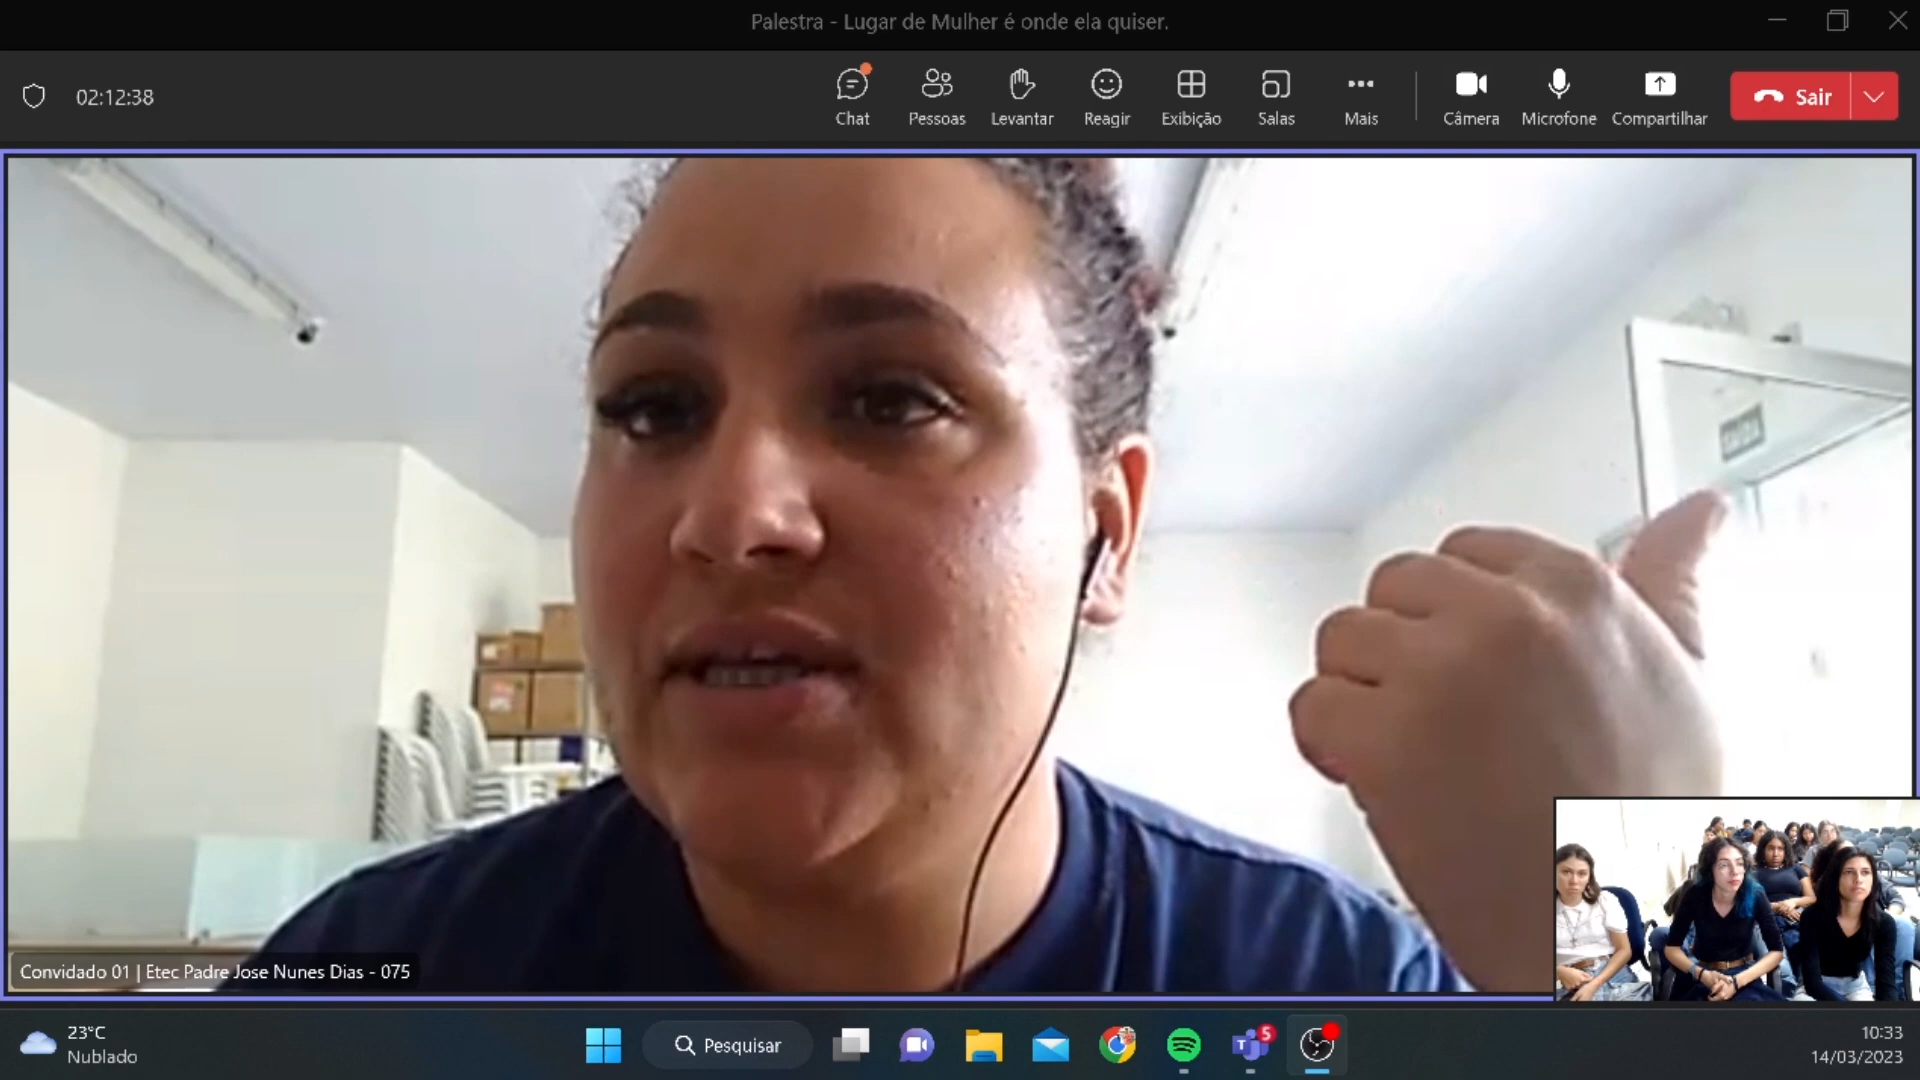 Palestra - Lugar de Mulher é onde ela quiser.
02:12:38
Chat
Pessoas
Levantar
Reagir
Exibição
Salas
Mais
Câmera
Microfone
Compartilhar
Sair
Convidado 01 | Etec Padre Jose Nunes Dias - 075
23°C
Nublado
Pesquisar
5
10:33
14/03/2023